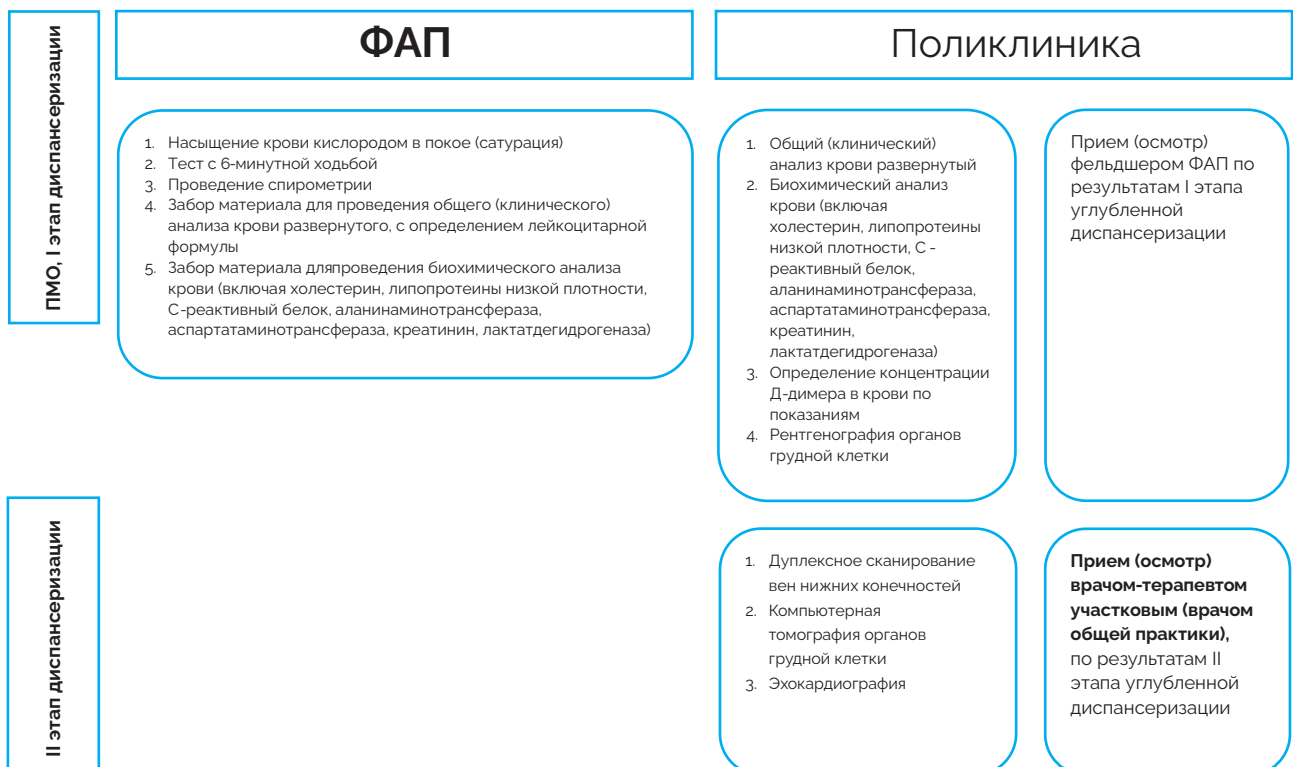 ПМО, I этап диспансеризации
ФАП
Поликлиника
1. Насыщение крови кислородом в покое (сатурация)
2. Тест с 6-минутной ходьбой
3. Проведение спирометрии
4. Забор материала для проведения общего (клинического)
анализа крови развернутого, с определением лейкоцитарной
формулы
5. Забор материала дляпроведения биохимического анализа
крови (включая холестерин, липопротеины низкой плотности,
С-реактивный белок, аланинаминотрансфераза,
аспартатаминотрансфераза, креатинин, лактатдегидрогеназа)
1. Общий (клинический)
анализ крови развернутый
2. Биохимический анализ
крови (включая
холестерин, липопротеины
низкой плотности, С -
реактивный белок,
аланинаминотрансфераза,
аспартатаминотрансфераза,
креатинин,
лактатдегидрогеназа)
3. Определение концентрации
Д-димера в крови по
показаниям
4. Рентгенография органов
грудной клетки
Прием (осмотр)
фельдшером ФАП по
результатам I этапа
углубленной
диспансеризации
II этап диспансеризации
1. Дуплексное сканирование
вен нижних конечностей
2. Компьютерная
томография органов
грудной клетки
3. Эхокардиография
Прием (осмотр)
врачом-терапевтом
участковым (врачом
общей практики),
по результатам II
этапа углубленной
диспансеризации